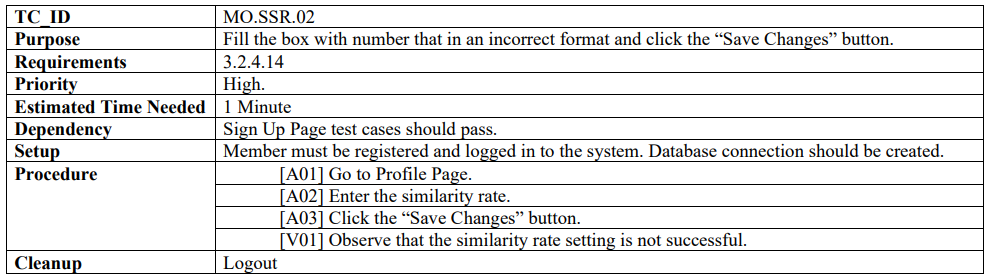 TC_ID MO.SSR.02
Purpose Fill the box with number that in an incorrect format and click the “Save Changes” button.
Requirements 3.2.4.14
Priority High.
Estimated Time Needed 1 Minute
Dependency Sign Up Page test cases should pass.
Setup Member must be registered and logged in to the system. Database connection should be created.
Procedure [A01] Go to Profile Page.
[A02] Enter the similarity rate.
[A03] Click the “Save Changes” button.
[V01] Observe that the similarity rate setting is not successful.
Cleanup Logout